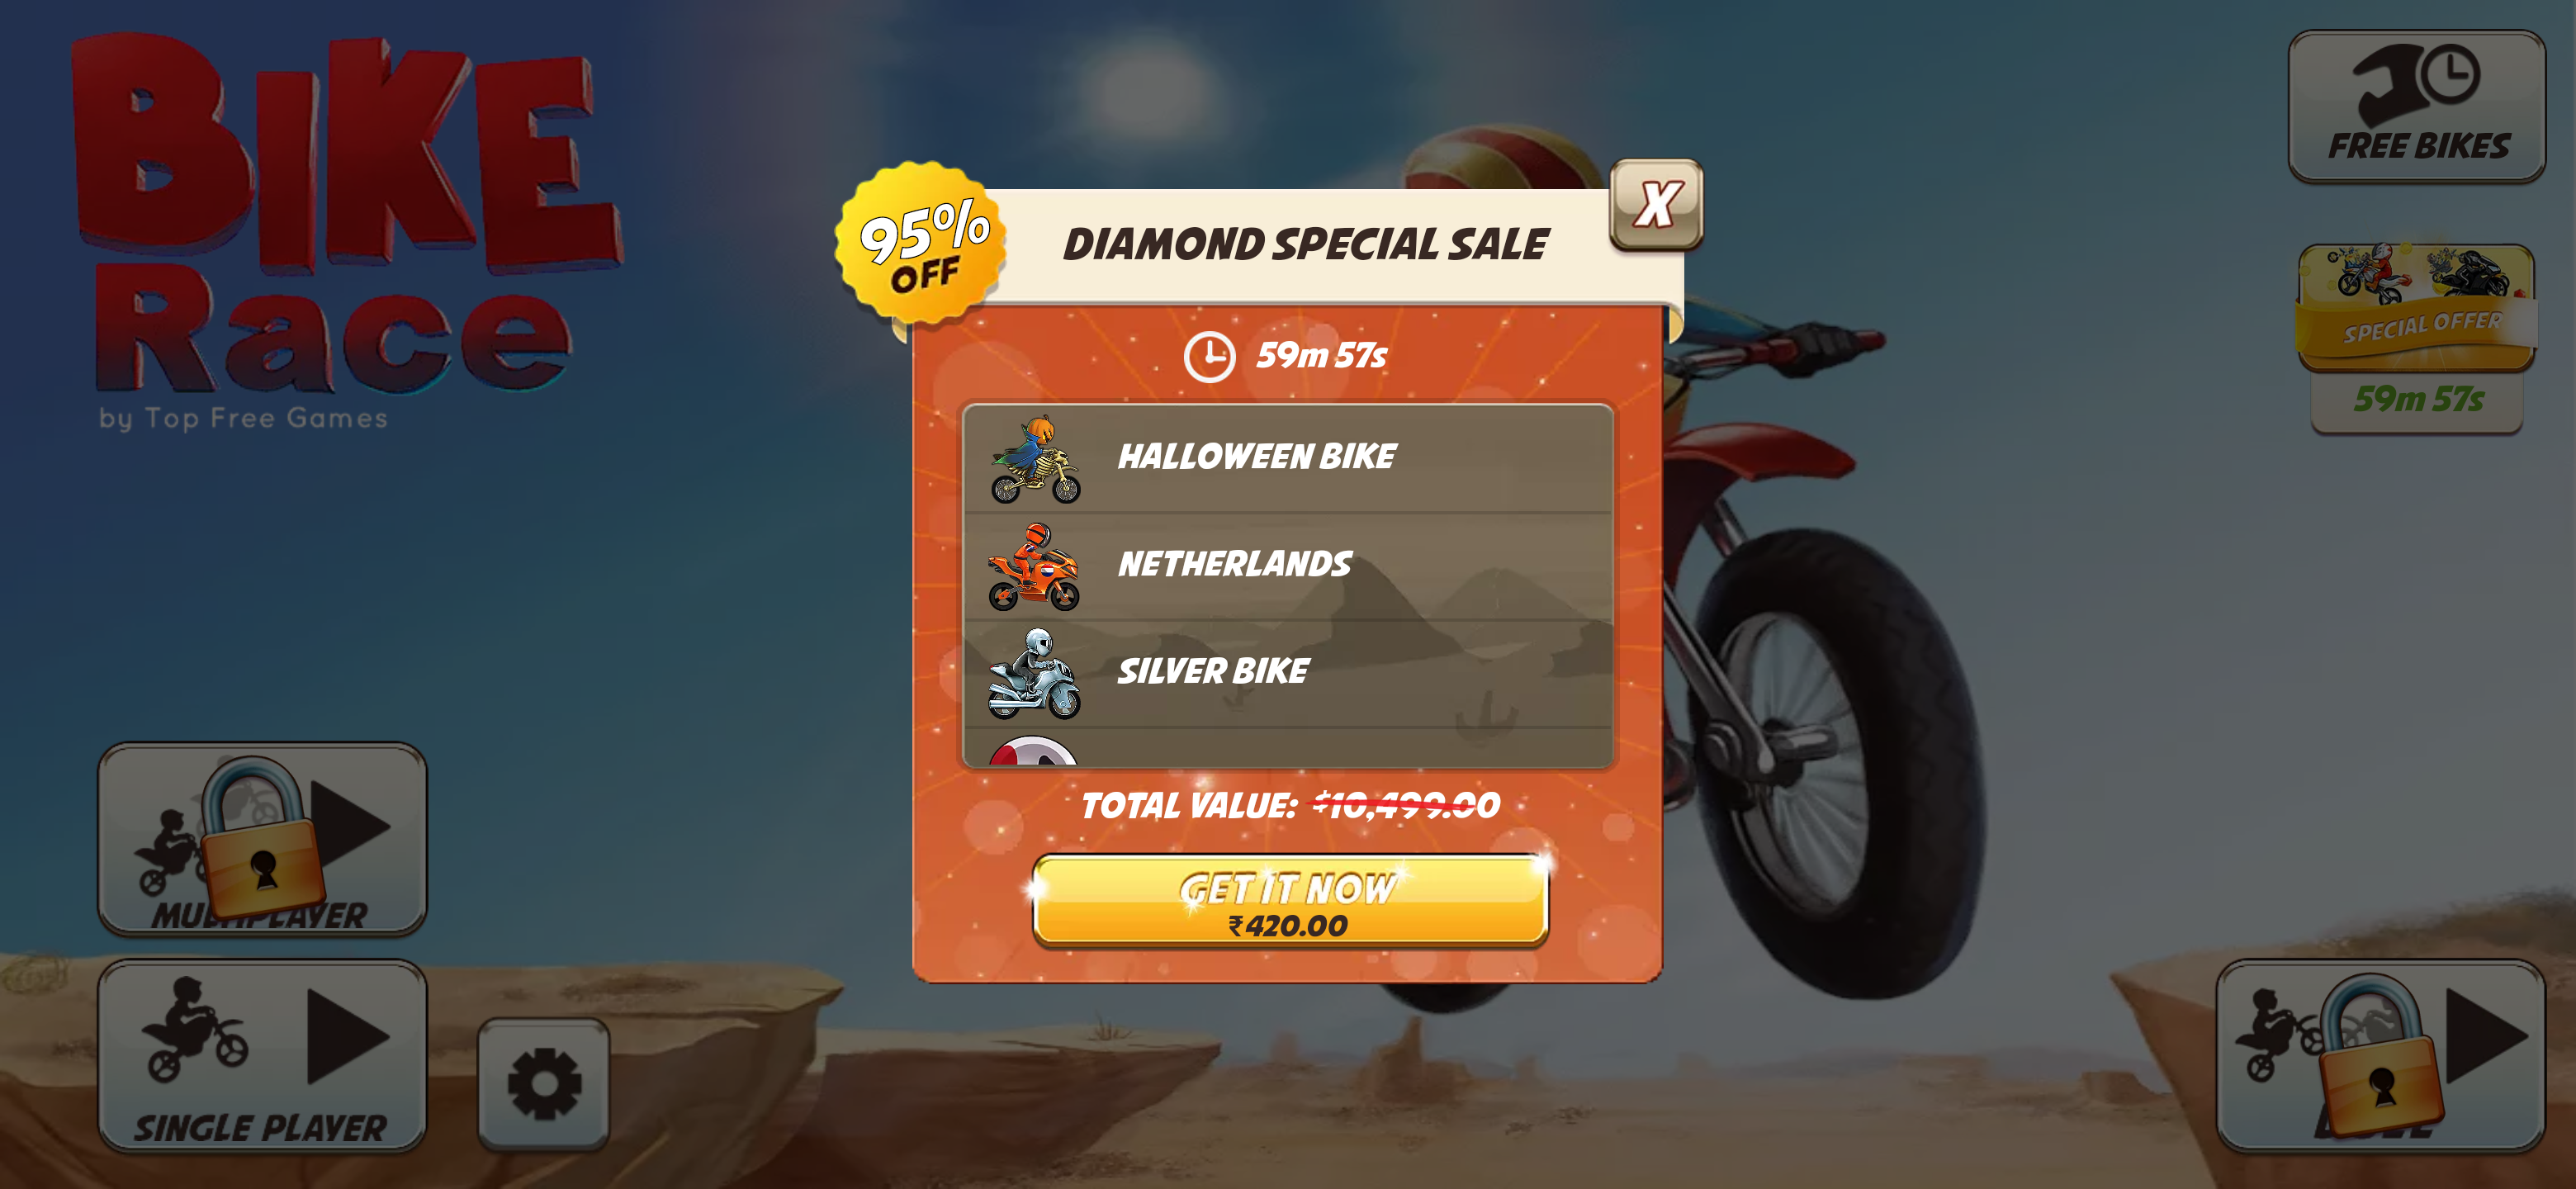 BIKE
Race
by Top Free Games
FREE BIKES
SPECIAL OFFER
59m 57s
95%
OFF
DIAMOND SPECIAL SALE
X
59m 57s
HALLOWEEN BIKE
NETHERLANDS
SILVER BIKE
TOTAL VALUE: $10,499.00
GET IT NOW
₹420.00
MULTIPLAYER
SINGLE PLAYER